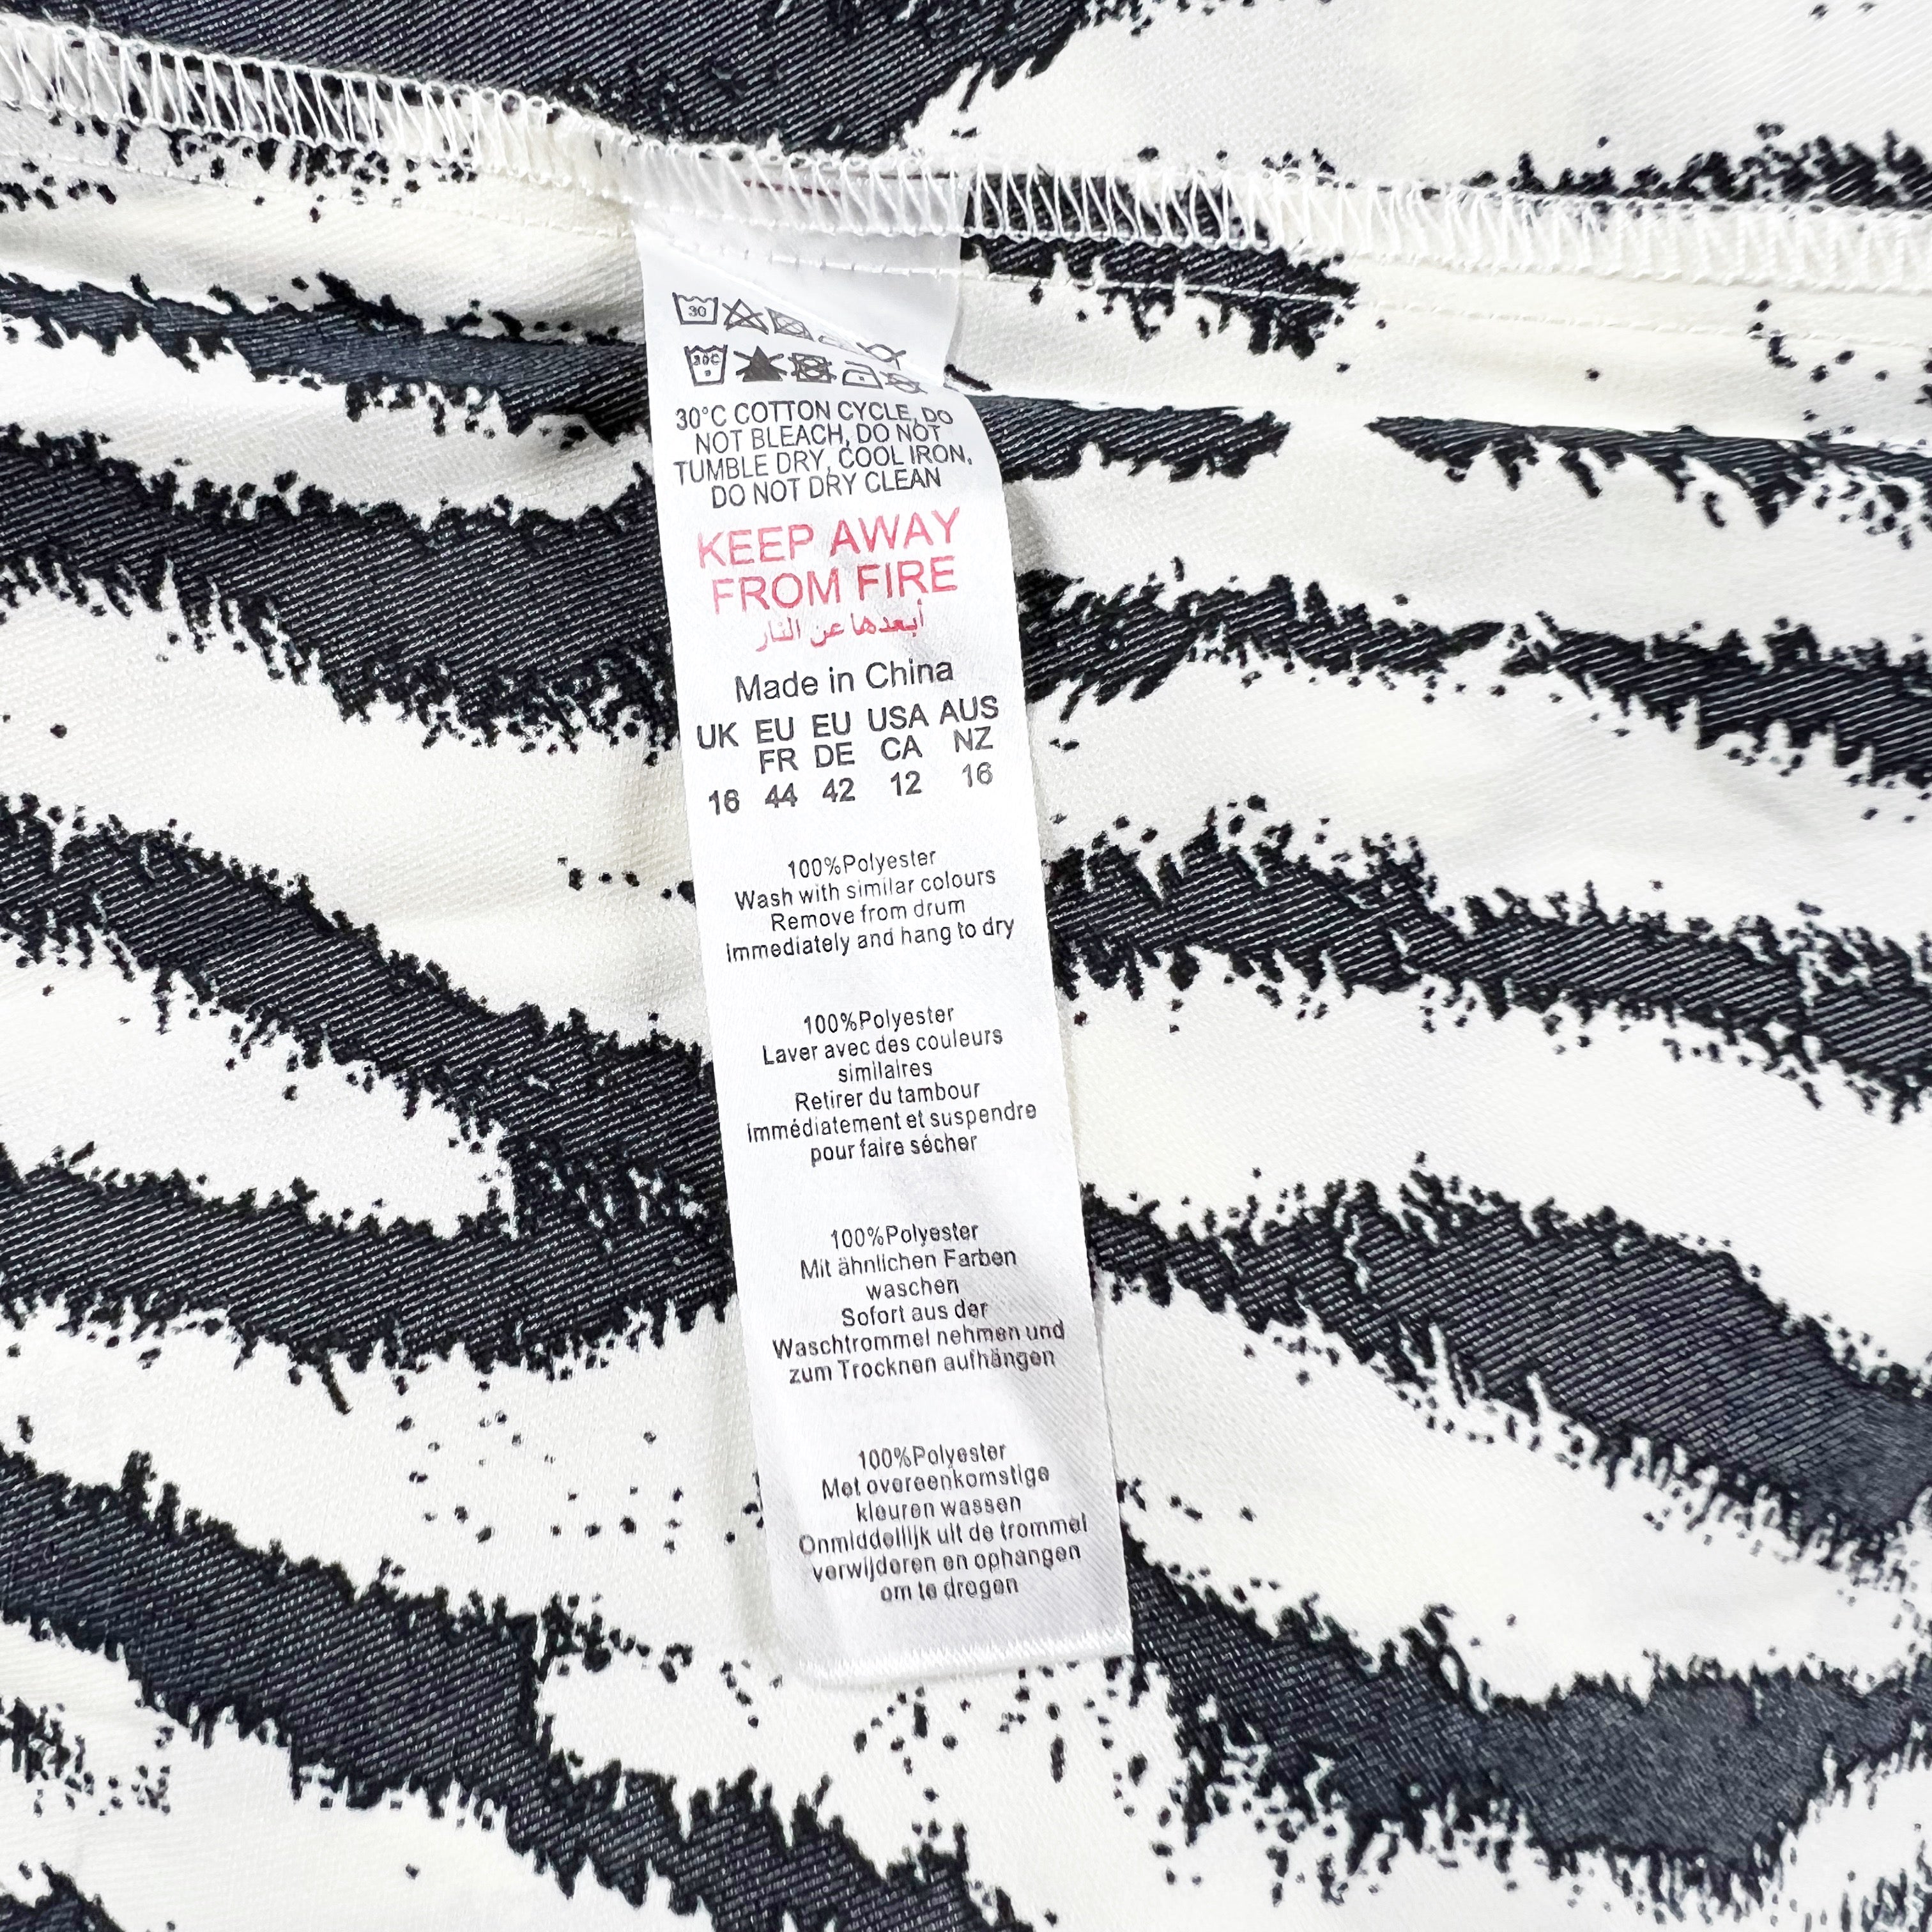 30
30C
30°C COTTON CYCLE, DO
NOT BLEACH, DO NOT
TUMBLE DRY, COOL IRON,
DO NOT DRY CLEAN
KEEP AWAY
FROM FIRE
أبعدها عن النار
Made in China
UK EU EU USA AUS
FR DE CA NZ
16 44 42 12 16
100%Polyester
Wash with similar colours
Remove from drum
immediately and hang to dry
100%Polyester
Laver avec des couleurs
similaires
Retirer du tambour
immédiatement et suspendre
pour faire sécher
100%Polyester
Mit ähnlichen Farben
waschen
Sofort aus der
Waschtrommel nehmen und
zum Trocknen aufhängen
100%Polyester
Met overeenkomstige
kleuren wassen
Onmiddellijk uit de trommel
verwijderen en ophangen
om te drogen